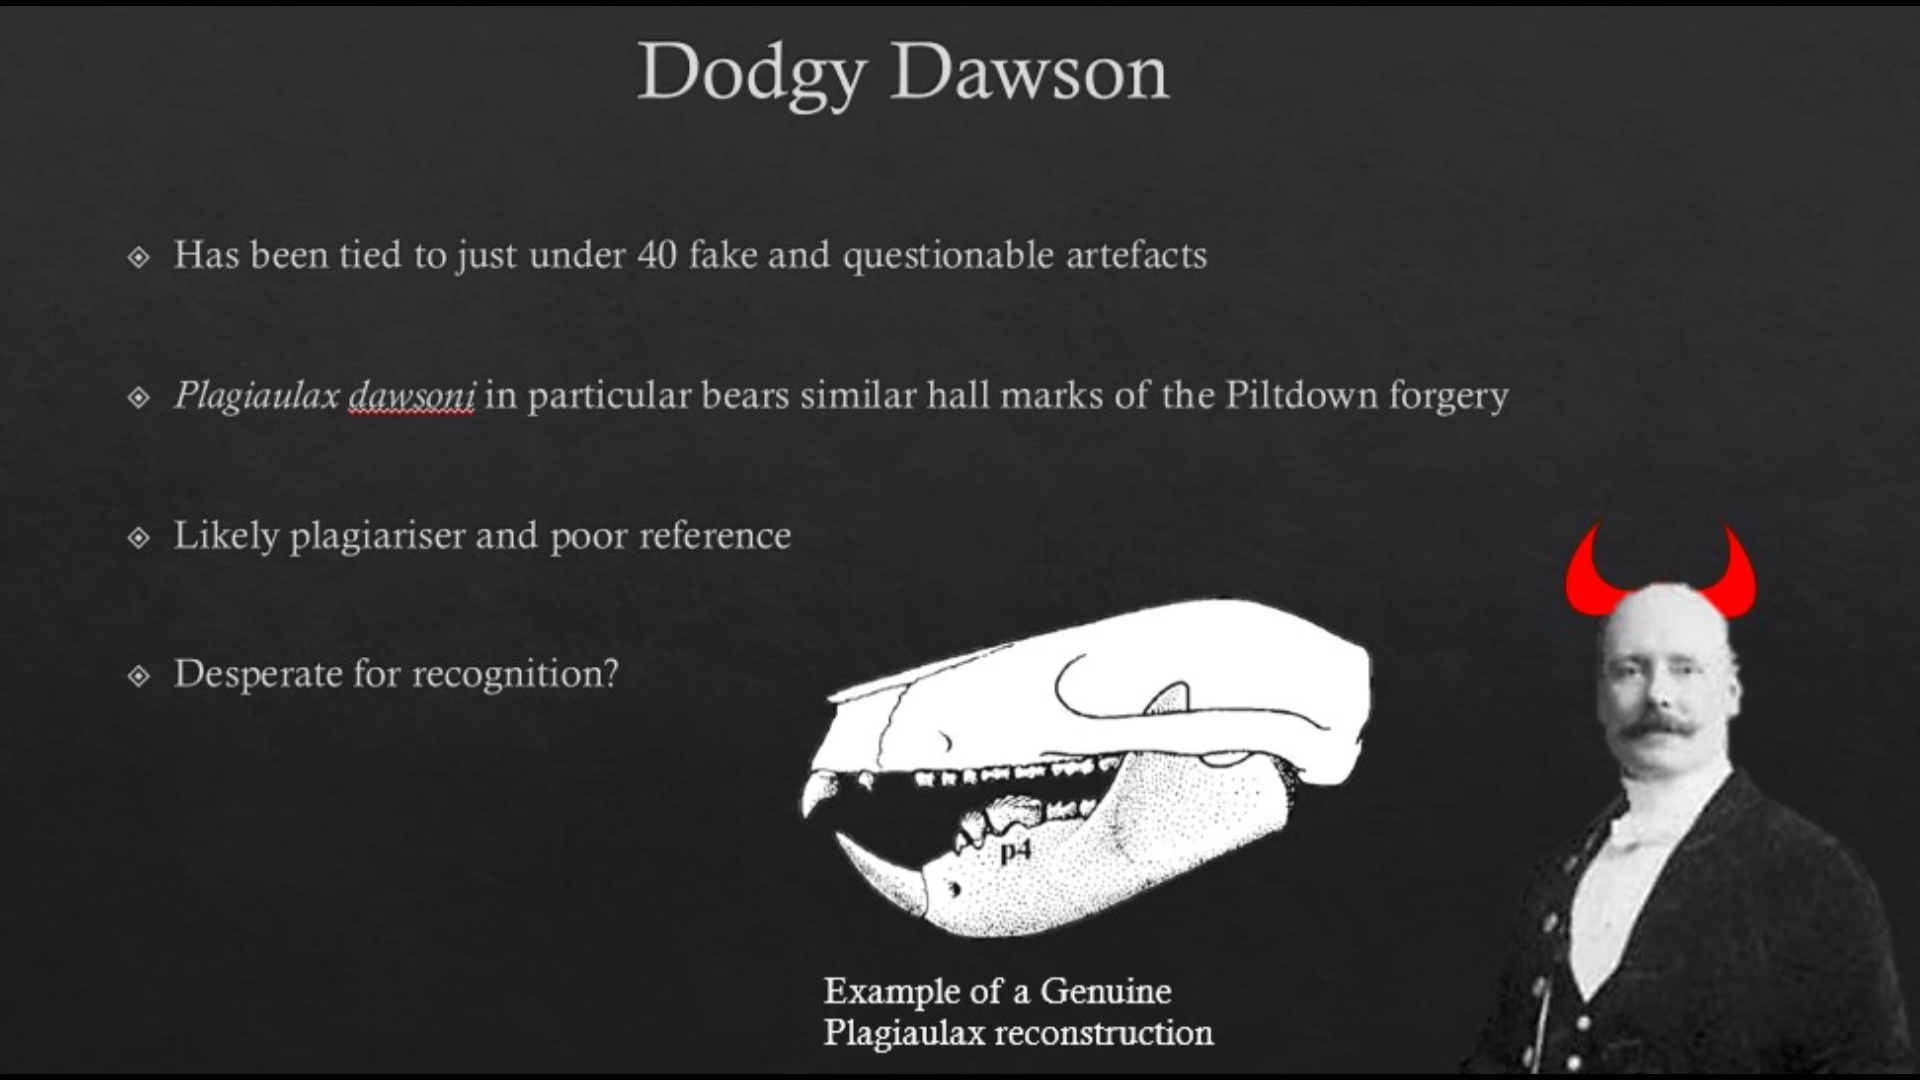 Dodgy Dawson
Has been tied to just under 40 fake and questionable artefacts
Plagiaulax dawsoni in particular bears similar hall marks of the Piltdown forgery
Likely plagiariser and poor reference
Desperate for recognition?
p4
Example of a Genuine
Plagiaulax reconstruction